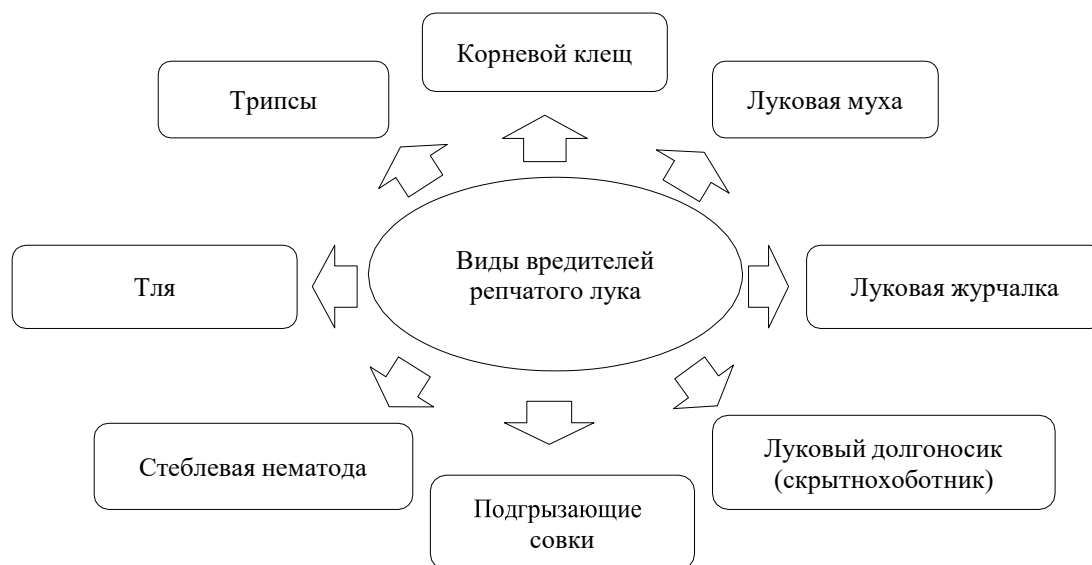 Корневой клещ
Трипсы
Луковая муха
Виды вредителей
репчатого лука
Тля
Луковая журчалка
Стеблевая нематода
Луковый долгоносик
(скрытнохоботник)
Подгрызающие
совки